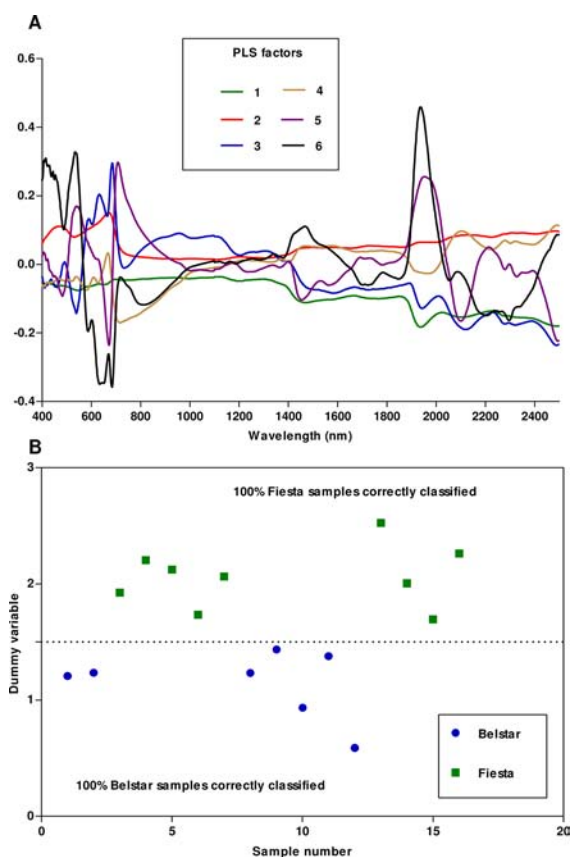 A
PLS factors
1 4
2 5
3 6
0.6
0.4
0.2
0.0
-0.2
-0.4
400 600 800 1000 1200 1400 1600 1800 2000 2200 2400
Wavelength (nm)
B
100% Fiesta samples correctly classified
3
2
1
0
Dummy variable
Belstar
Fiesta
100% Belstar samples correctly classified
0 5 10 15 20
Sample number